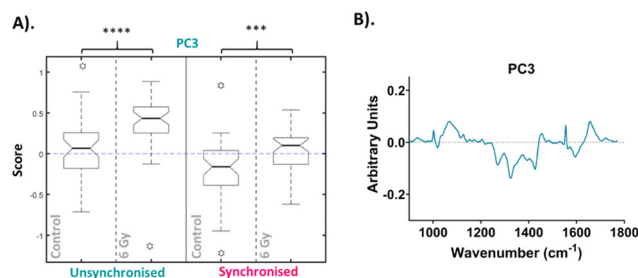 A).
B).
****
PC3
***
PC3
Score
1
0.5
0
-0.5
-1
Control
6 Gy
Control
6 Gy
Unsynchronised
Synchronised
Arbitrary Units
0.2
0.0
-0.2
1000
1200
1400
1600
1800
Wavenumber (cm-1)